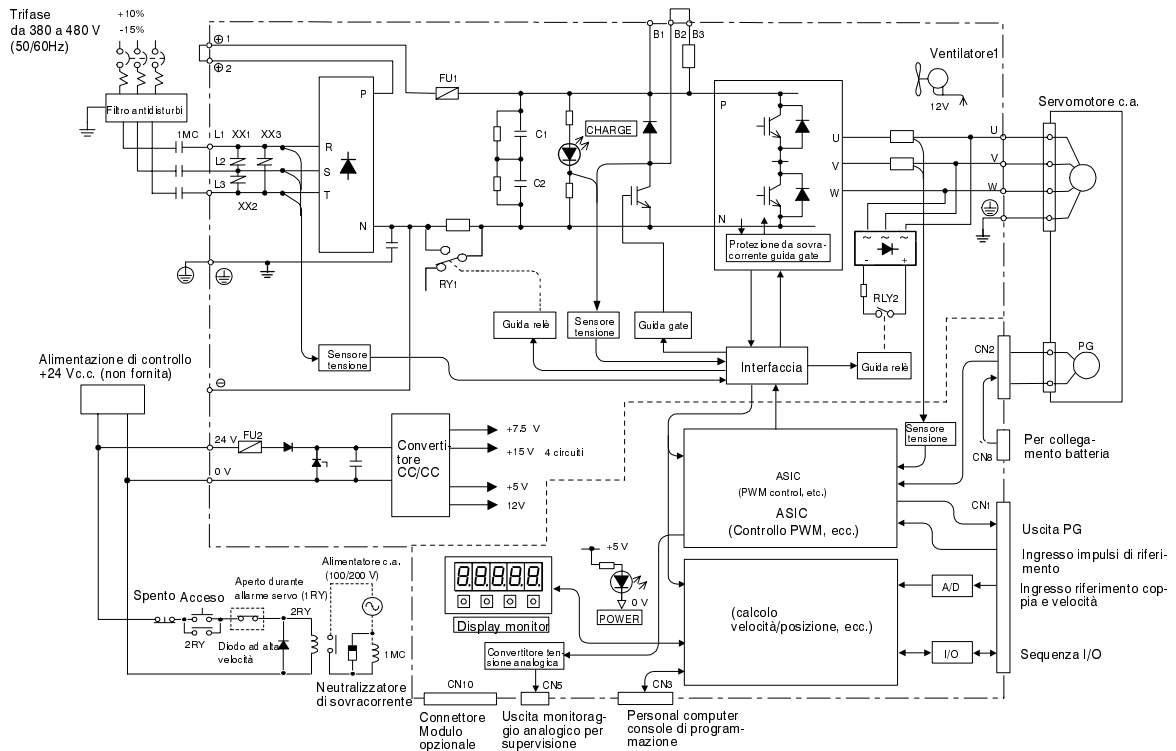 Trifase
da 380 a 480 V
(50/60Hz)
+10%
-15%
Filtro antidisturbi
1MC
L1
XX1
XX3
L2
L3
XX2
1
2
R
S
T
P
N
FU1
C1
C2
CHARGE
B1
B2
B3
P
N
U
V
W
Protezione da sovra-
corrente guida gate
Ventilatore1
12V
Servomotore c.a.
U
V
W
~ ~ ~
- +
RLY2
RY1
Guida relè
Sensore
tensione
Guida gate
Sensore
tensione
Interfaccia
Guida relè
CN2
PG
Alimentazione di controllo
+24 Vc.c. (non fornita)
24 V
FU2
0 V
Converti-
tore
CC/CC
+7.5 V
+15V 4 circuiti
+5 V
12V
Sensore
tensione
CN8
Per collega-
mento batteria
ASIC
(PWM control, etc.)
ASIC
(Controllo PWM, ecc.)
CN1
Uscita PG
Ingresso impulsi di riferi-
mento
A/D
Ingresso riferimento cop-
pia e velocità
(calcolo
velocità/posizione, ecc.)
I/O
Sequenza I/O
+5 V
0 V
POWER
88888
Display monitor
Convertitore ten-
sione analogica
Alimentatore c.a.
(100/200 V)
Spento
Acceso
Aperto durante
allarme servo (1RY)
2RY
2RY
Diodo ad alta
velocità
1MC
Neutralizzatore
di sovracorrente
CN10
CN5
CN3
Connettore
Modulo
opzionale
Uscita monitorag-
gio analogico per
supervisione
Personal computer
console di program-
mazione